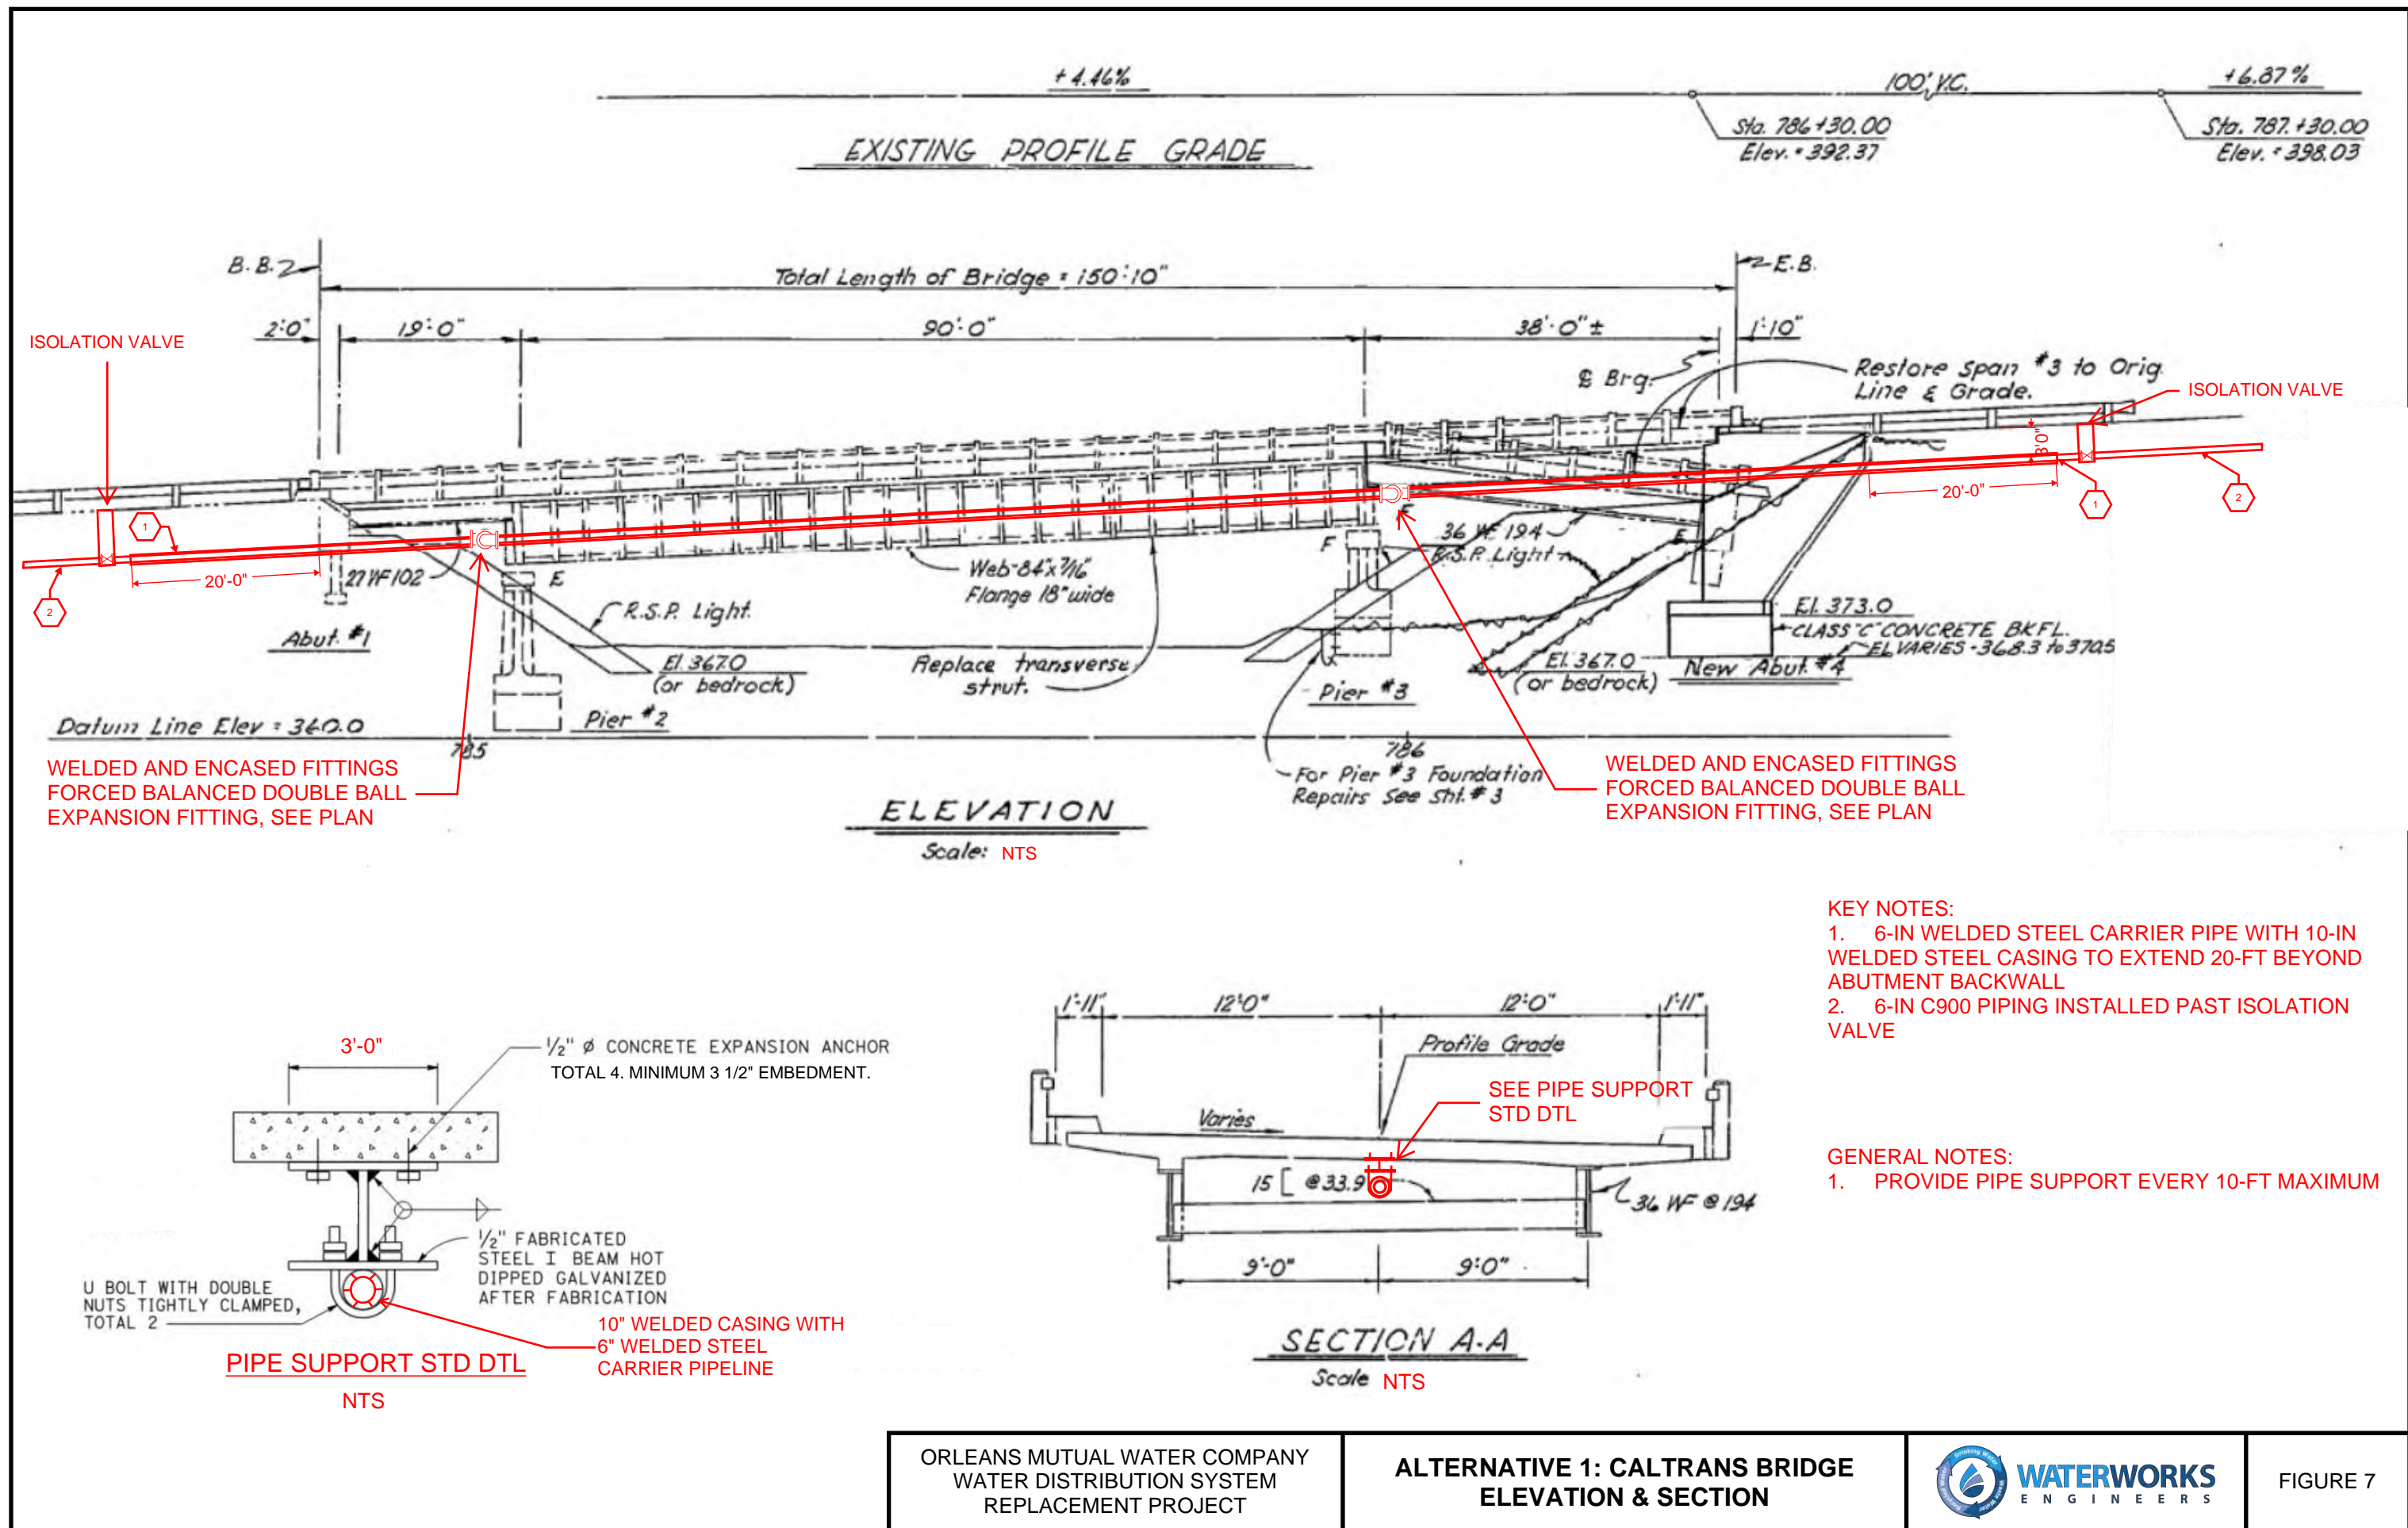 +4.46%
100' V.C.
+6.87%
Sta. 786+30.00
Elev. = 392.37
Sta. 787+30.00
Elev. = 398.03
EXISTING PROFILE GRADE
B.B.
Total Length of Bridge = 150'-10"
E.B.
2'-0"
19'-0"
90'-0"
38'-0" ±
1'-10"
ISOLATION VALVE
℄ Brg.
Restore Span #3 to Orig.
Line & Grade.
ISOLATION VALVE
3'-0"
1
20'-0"
2
27 WF 102
E
Web-84"x7/16"
Flange 18" wide
F
F
36 WF 194
R.S.P. Light
E
20'-0"
1
2
Abut. #1
R.S.P. Light.
El. 367.0
(or bedrock)
Replace transverse
strut.
Pier #3
El. 367.0
(or bedrock)
El. 373.0
CLASS "C" CONCRETE BKFL.
EL VARIES - 368.3 to 370.5
New Abut. #4
Datum Line Elev = 360.0
Pier #2
785
786
WELDED AND ENCASED FITTINGS
FORCED BALANCED DOUBLE BALL
EXPANSION FITTING, SEE PLAN
For Pier #3 Foundation
Repairs See Sht. #3
WELDED AND ENCASED FITTINGS
FORCED BALANCED DOUBLE BALL
EXPANSION FITTING, SEE PLAN
ELEVATION
Scale: NTS
KEY NOTES:
1. 6-IN WELDED STEEL CARRIER PIPE WITH 10-IN
WELDED STEEL CASING TO EXTEND 20-FT BEYOND
ABUTMENT BACKWALL
2. 6-IN C900 PIPING INSTALLED PAST ISOLATION
VALVE
GENERAL NOTES:
1. PROVIDE PIPE SUPPORT EVERY 10-FT MAXIMUM
3'-0"
1/2" Ø CONCRETE EXPANSION ANCHOR
TOTAL 4. MINIMUM 3 1/2" EMBEDMENT.
1/2" FABRICATED
STEEL I BEAM HOT
DIPPED GALVANIZED
AFTER FABRICATION
U BOLT WITH DOUBLE
NUTS TIGHTLY CLAMPED,
TOTAL 2
10" WELDED CASING WITH
6" WELDED STEEL
CARRIER PIPELINE
PIPE SUPPORT STD DTL
NTS
1'-11"
12'-0"
12'-0"
1'-11"
Profile Grade
SEE PIPE SUPPORT
STD DTL
Varies
15 [ @ 33.9
36 WF @ 194
9'-0"
9'-0"
SECTION A-A
Scale NTS
ORLEANS MUTUAL WATER COMPANY
WATER DISTRIBUTION SYSTEM
REPLACEMENT PROJECT
ALTERNATIVE 1: CALTRANS BRIDGE
ELEVATION & SECTION
Drinking Water
WATERWORKS
ENGINEERS
FIGURE 7